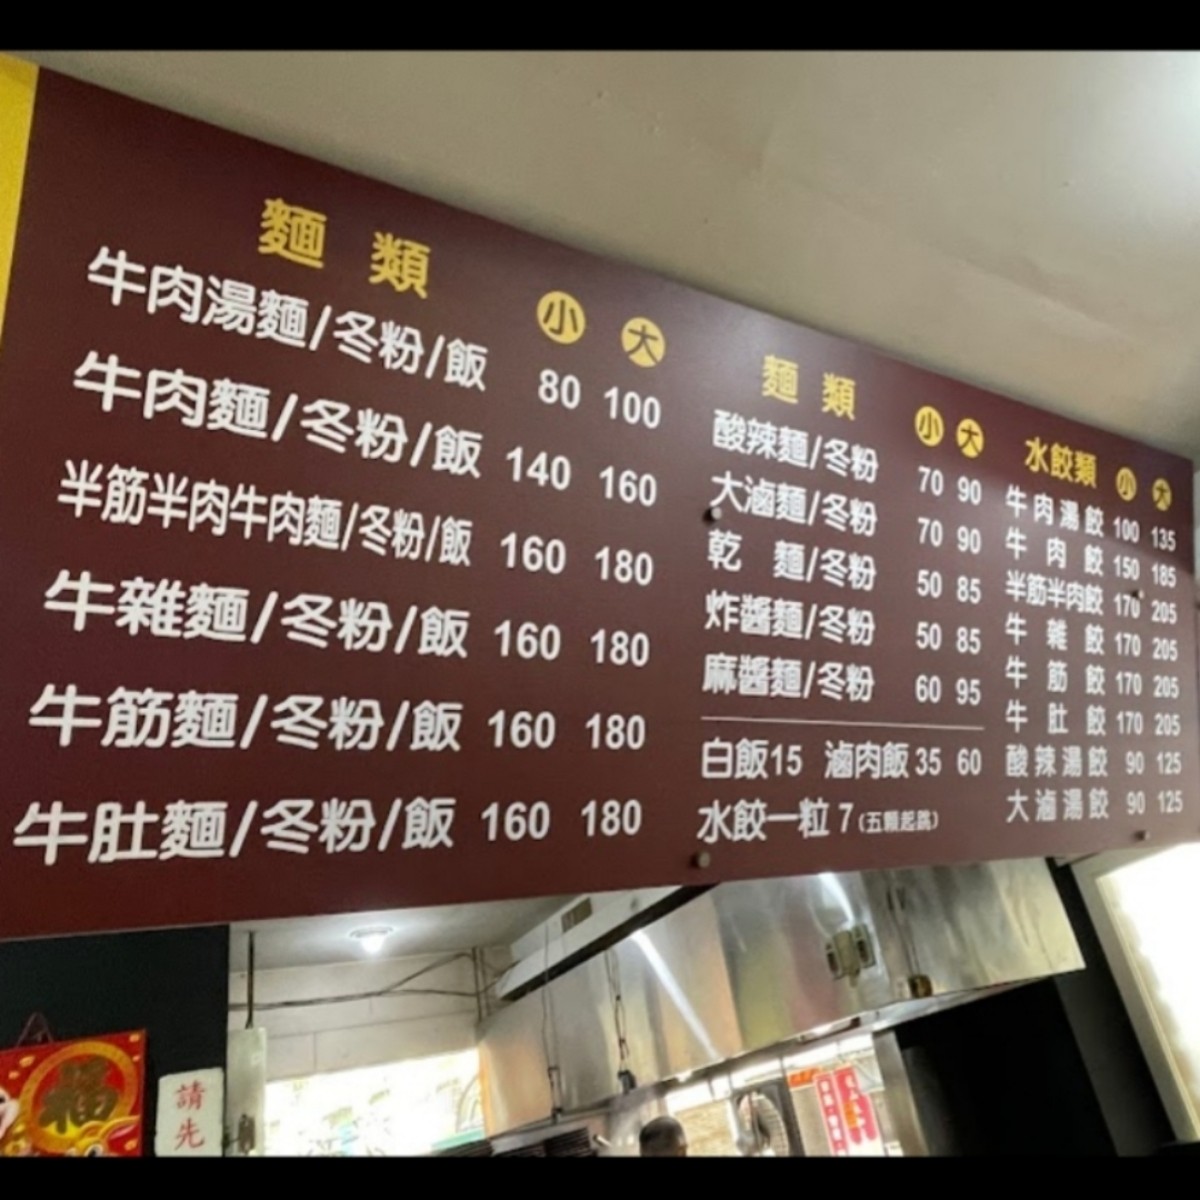 麵 類
小 大
牛肉湯麵/冬粉/飯 80 100
牛肉麵/冬粉/飯 140 160
半筋半肉牛肉麵/冬粉/飯 160 180
牛雜麵/冬粉/飯 160 180
牛筋麵/冬粉/飯 160 180
牛肚麵/冬粉/飯 160 180
麵 類 小 大
酸辣麵/冬粉 70 90
大滷麵/冬粉 70 90
乾 麵/冬粉 50 85
炸醬麵/冬粉 50 85
麻醬麵/冬粉 60 95
白飯15 滷肉飯 35 60
水餃一粒 7 (五顆起跳)
水餃類 小 大
牛肉湯餃 100 135
牛肉餃 150 185
半筋半肉餃 170 205
牛雜餃 170 205
牛筋餃 170 205
牛肚餃 170 205
酸辣湯餃 90 125
大滷湯餃 90 125
福
請
先